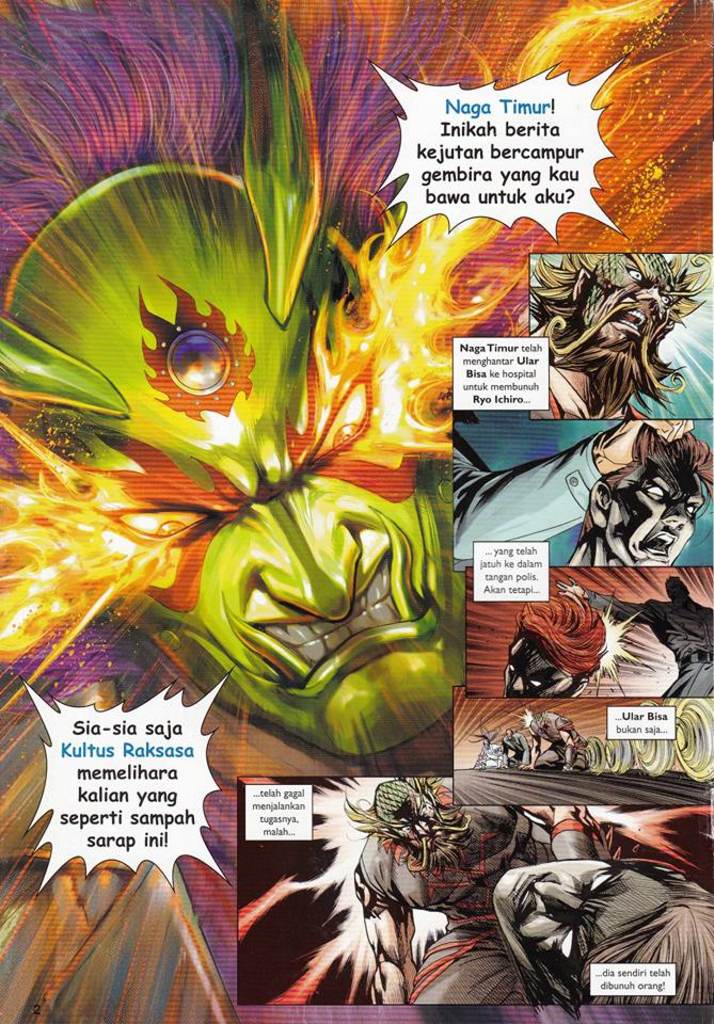 Naga Timur!
Inikah berita
kejutan bercampur
gembira yang kau
bawa untuk aku?
Naga Timur telah
menghantar Ular
Bisa ke hospital
untuk membunuh
Ryo Ichiro...
... yang telah
jatuh ke dalam
tangan polis.
Akan tetapi...
...Ular Bisa
bukan saja...
Sia-sia saja
Kultus Raksasa
memelihara
kalian yang
seperti sampah
sarap ini!
...telah gagal
menjalankan
tugasnya,
malah...
...dia sendiri telah
dibunuh orang!
2